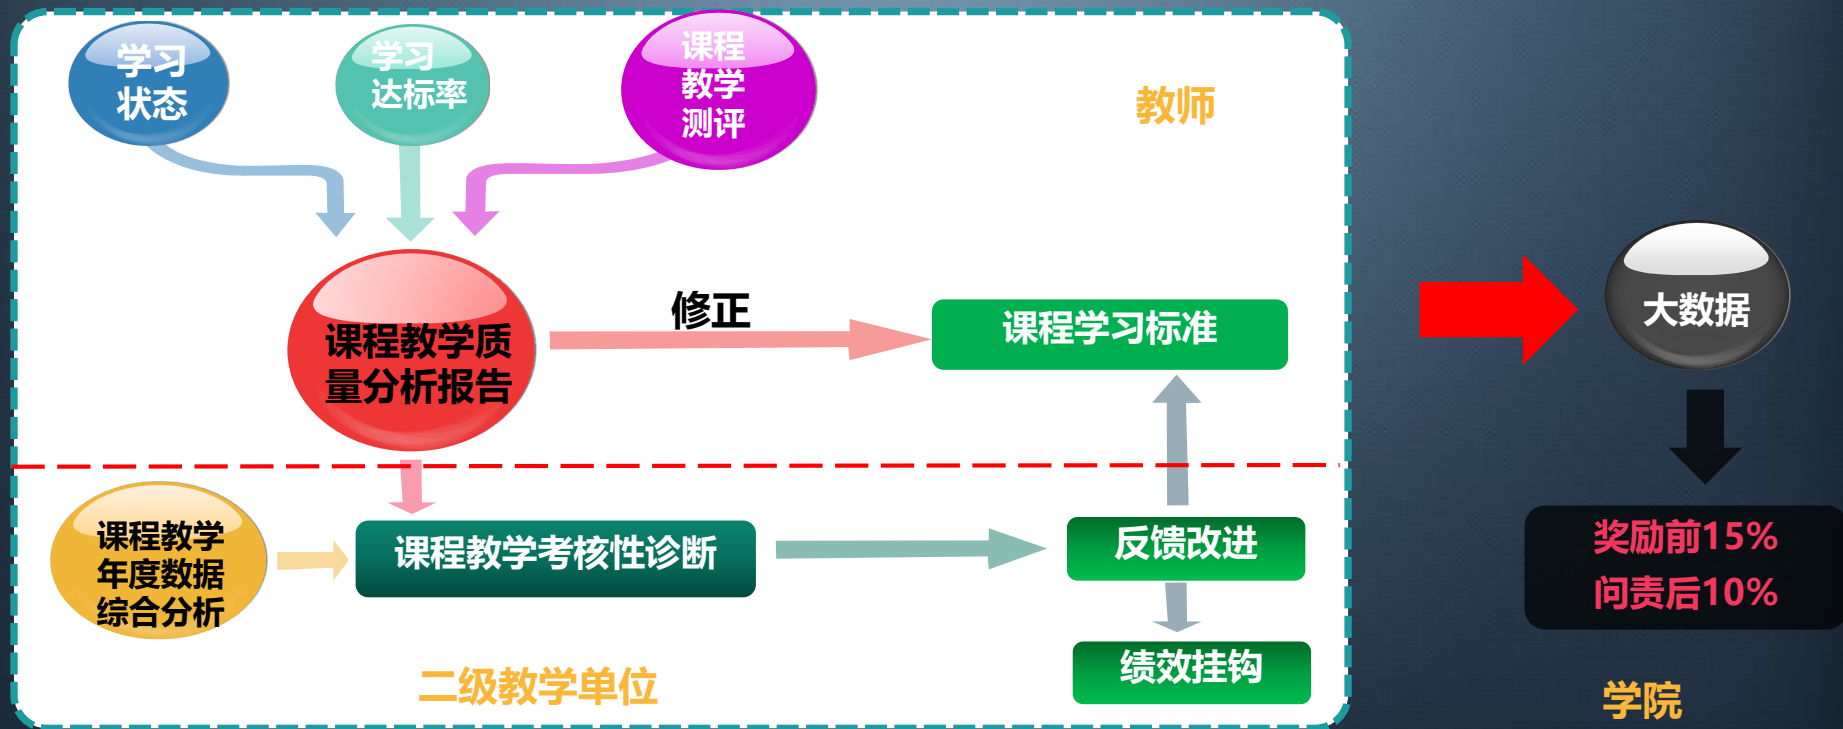 学习
状态
学习
达标率
课程
教学
测评
教师
课程教学质
量分析报告
修正
课程学习标准
大数据
课程教学
年度数据
综合分析
课程教学考核性诊断
反馈改进
绩效挂钩
二级教学单位
奖励前15%
问责后10%
学院